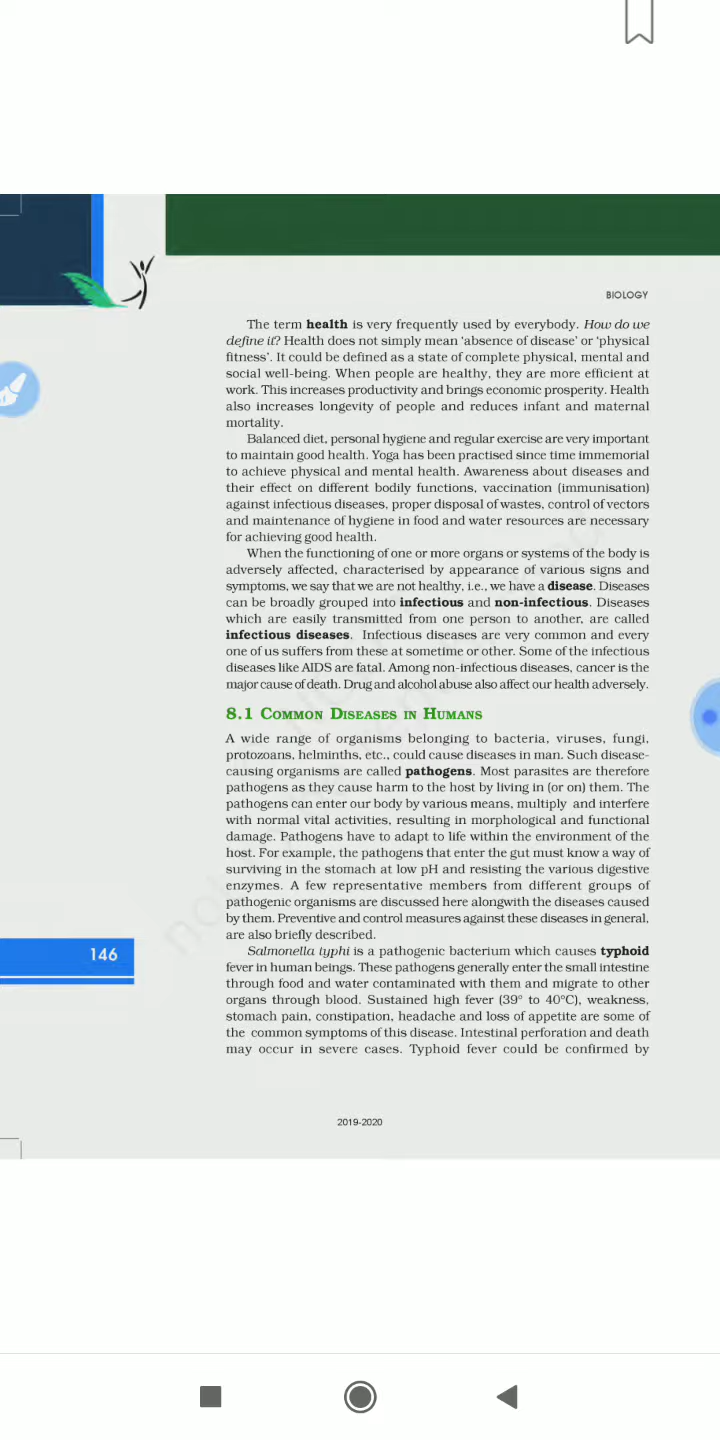 BIOLOGY
The term health is very frequently used by everybody. How do we
define it? Health does not simply mean ‘absence of disease’ or ‘physical
fitness’. It could be defined as a state of complete physical, mental and
social well-being. When people are healthy, they are more efficient at
work. This increases productivity and brings economic prosperity. Health
also increases longevity of people and reduces infant and maternal
mortality.
Balanced diet, personal hygiene and regular exercise are very important
to maintain good health. Yoga has been practised since time immemorial
to achieve physical and mental health. Awareness about diseases and
their effect on different bodily functions, vaccination (immunisation)
against infectious diseases, proper disposal of wastes, control of vectors
and maintenance of hygiene in food and water resources are necessary
for achieving good health.
When the functioning of one or more organs or systems of the body is
adversely affected, characterised by appearance of various signs and
symptoms, we say that we are not healthy, i.e., we have a disease. Diseases
can be broadly grouped into infectious and non-infectious. Diseases
which are easily transmitted from one person to another, are called
infectious diseases. Infectious diseases are very common and every
one of us suffers from these at sometime or other. Some of the infectious
diseases like AIDS are fatal. Among non-infectious diseases, cancer is the
major cause of death. Drug and alcohol abuse also affect our health adversely.
8.1 COMMON DISEASES IN HUMANS
A wide range of organisms belonging to bacteria, viruses, fungi,
protozoans, helminths, etc., could cause diseases in man. Such disease-
causing organisms are called pathogens. Most parasites are therefore
pathogens as they cause harm to the host by living in (or on) them. The
pathogens can enter our body by various means, multiply and interfere
with normal vital activities, resulting in morphological and functional
damage. Pathogens have to adapt to life within the environment of the
host. For example, the pathogens that enter the gut must know a way of
surviving in the stomach at low pH and resisting the various digestive
enzymes. A few representative members from different groups of
pathogenic organisms are discussed here alongwith the diseases caused
by them. Preventive and control measures against these diseases in general,
are also briefly described.
Salmonella typhi is a pathogenic bacterium which causes typhoid
fever in human beings. These pathogens generally enter the small intestine
through food and water contaminated with them and migrate to other
organs through blood. Sustained high fever (39° to 40°C), weakness,
stomach pain, constipation, headache and loss of appetite are some of
the common symptoms of this disease. Intestinal perforation and death
may occur in severe cases. Typhoid fever could be confirmed by
146
2019-2020